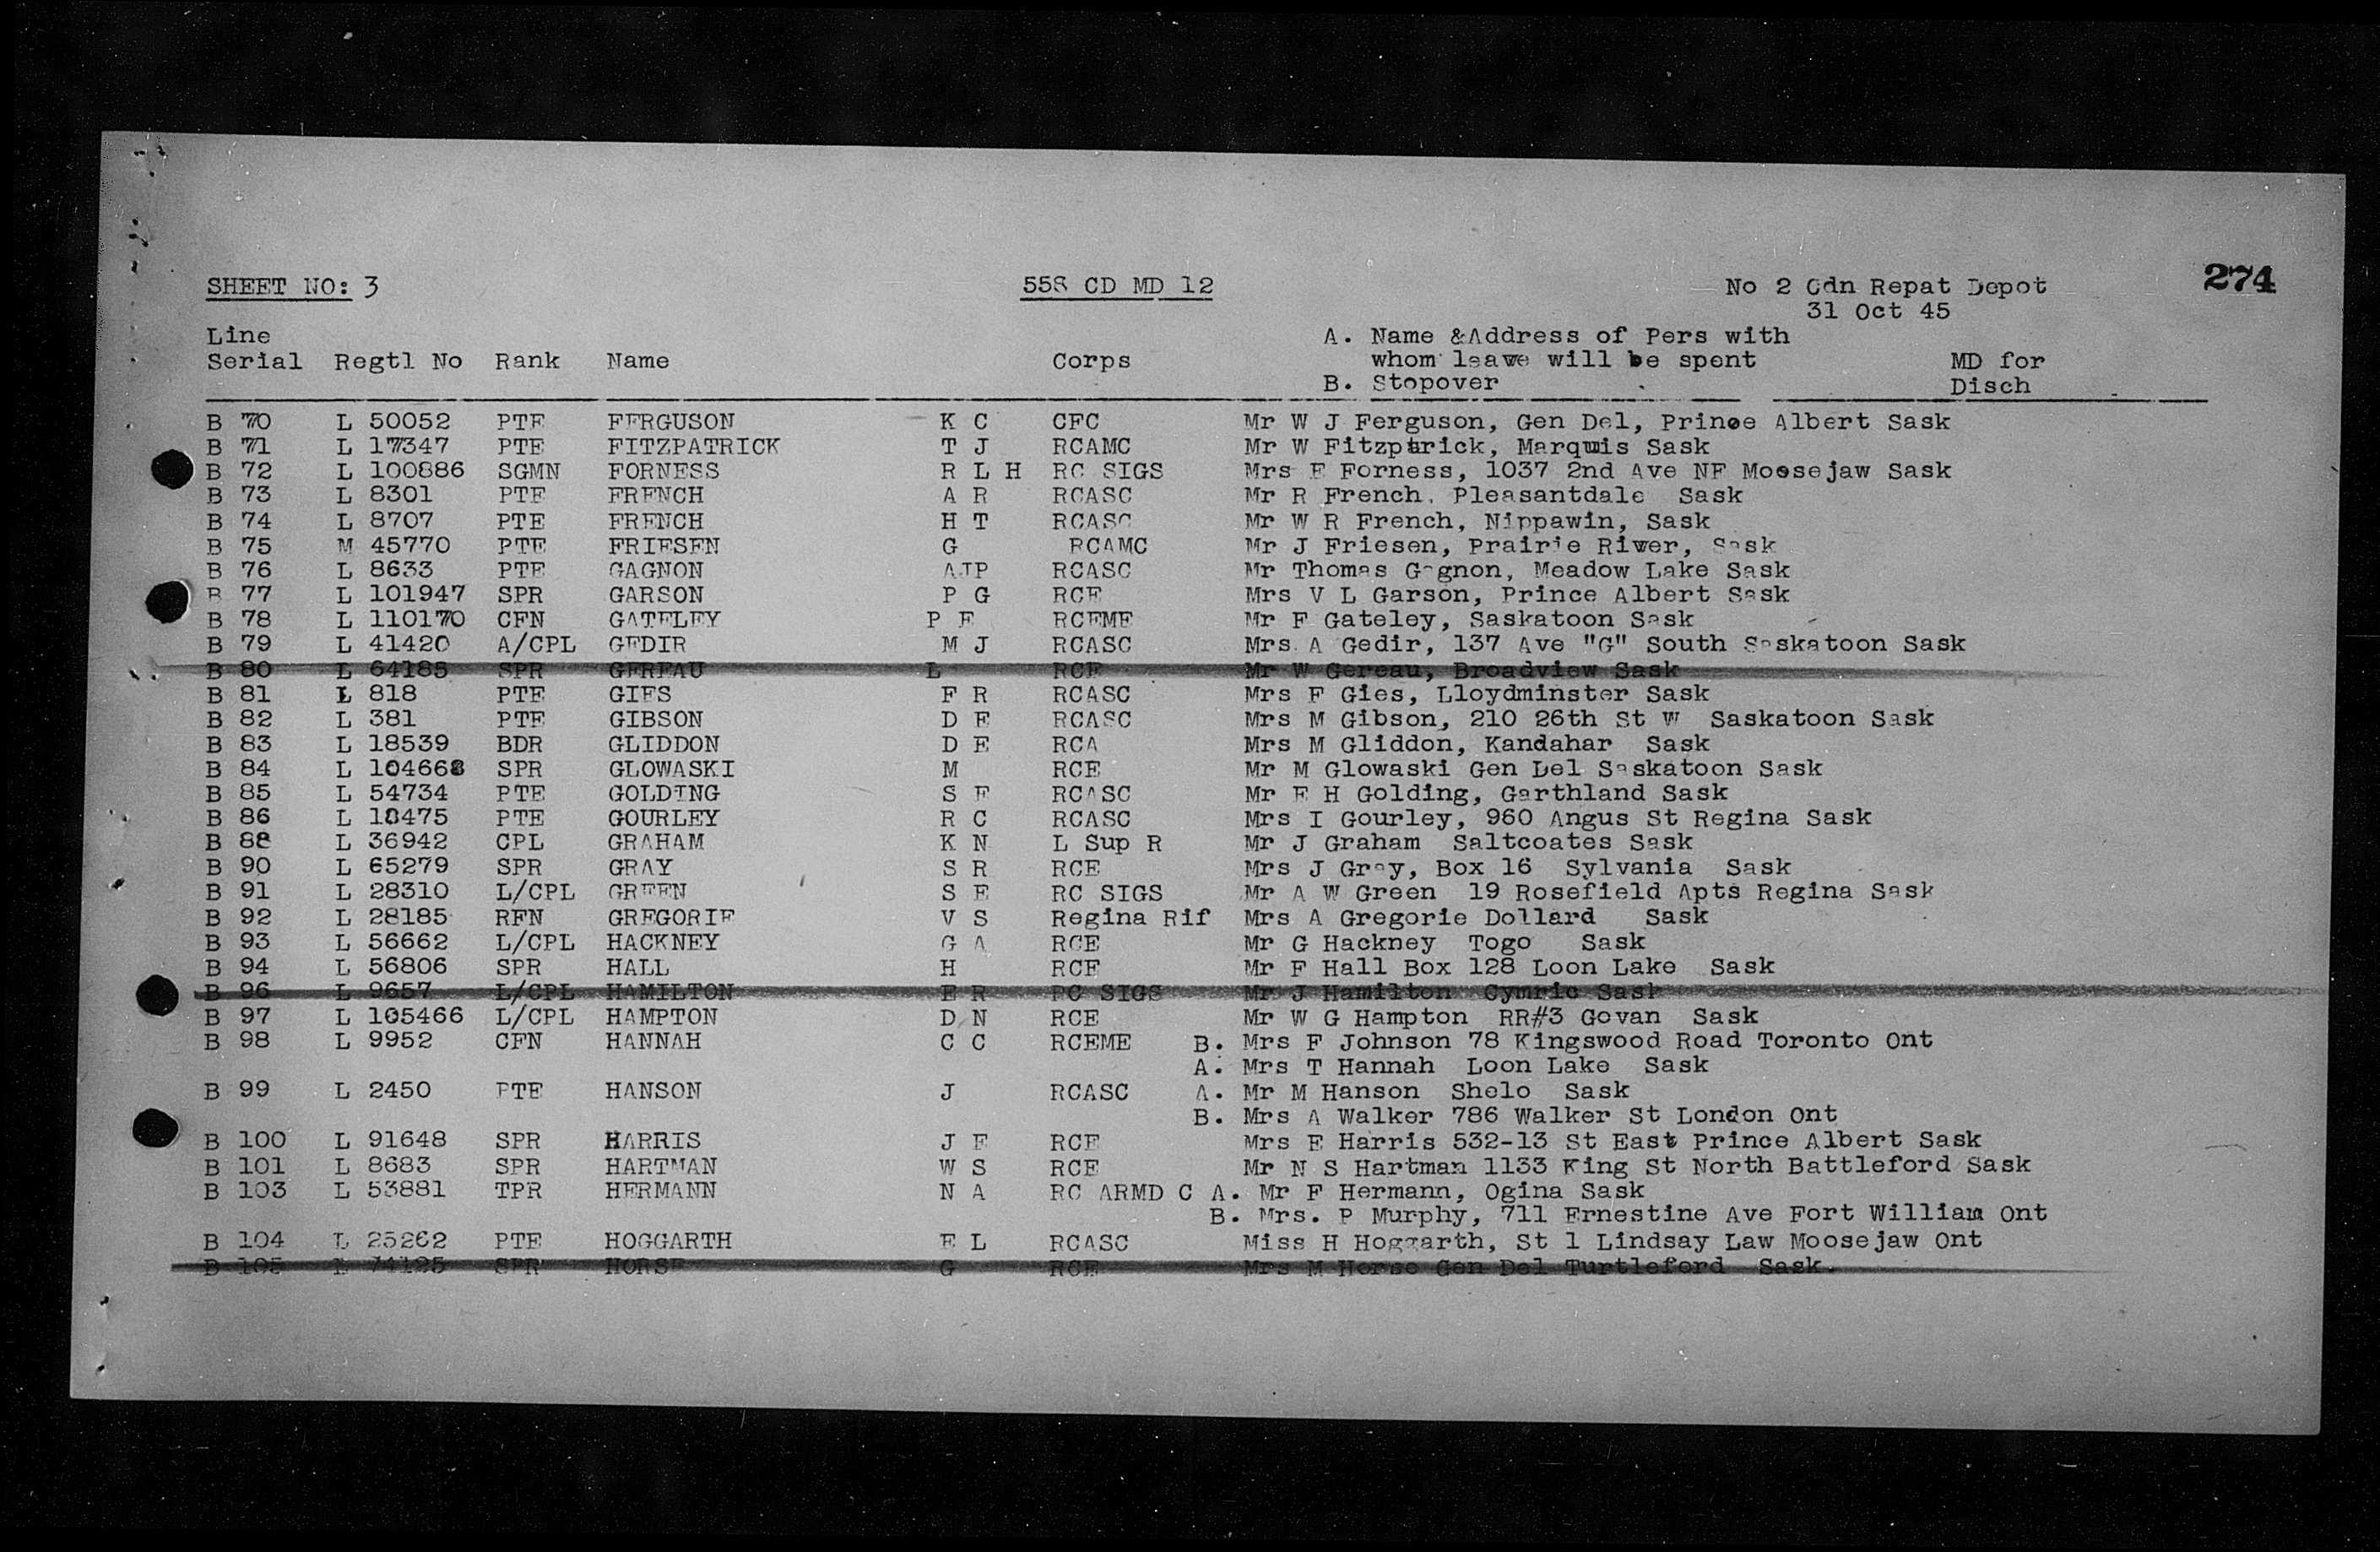 SHEET NO: 3 558 CD MD 12 No 2 Cdn Repat Depot 274
31 Oct 45
Line A. Name &Address of Pers with
Serial Regtl No Rank Name Corps whom leave will be spent MD for
B. Stopover Disch
B 70 L 50052 PTE FERGUSON K C CFC Mr W J Ferguson, Gen Del, Prince Albert Sask
B 71 L 17347 PTE FITZPATRICK T J RCAMC Mr W Fitzptrick, Marquis Sask
B 72 L 100886 SGMN FORNESS R L H RC SIGS Mrs E Forness, 1037 2nd Ave NE Moosejaw Sask
B 73 L 8301 PTE FRENCH A R RCASC Mr R French, Pleasantdale Sask
B 74 L 8707 PTE FRENCH H T RCASC Mr W R French, Nippawin, Sask
B 75 M 45770 PTE FRIESEN G RCAMC Mr J Friesen, Prairie River, Sask
B 76 L 8633 PTE GAGNON AJP RCASC Mr Thomas Gagnon, Meadow Lake Sask
B 77 L 101947 SPR GARSON P G RCE Mrs V L Garson, Prince Albert Sask
B 78 L 110170 CFN GATELEY P F RCEME Mr F Gateley, Saskatoon Sask
B 79 L 41420 A/CPL GEDIR M J RCASC Mrs A Gedir, 137 Ave "G" South Saskatoon Sask
B 80 L 64185 SPR GEREAU L RCE Mr W Gereau, Broadview Sask
B 81 L 818 PTE GIES F R RCASC Mrs F Gies, Lloydminster Sask
B 82 L 381 PTE GIBSON D E RCASC Mrs M Gibson, 210 26th St W Saskatoon Sask
B 83 L 18539 BDR GLIDDON D E RCA Mrs M Gliddon, Kandahar Sask
B 84 L 104668 SPR GLOWASKI M RCE Mr M Glowaski Gen Del Saskatoon Sask
B 85 L 54734 PTE GOLDING S E RCASC Mr E H Golding, Garthland Sask
B 86 L 18475 PTE GOURLEY R C RCASC Mrs I Gourley, 960 Angus St Regina Sask
B 88 L 36942 CPL GRAHAM K N L Sup R Mr J Graham Saltcoates Sask
B 90 L 65279 SPR GRAY S R RCE Mrs J Gray, Box 16 Sylvania Sask
B 91 L 28310 L/CPL GREEN S E RC SIGS Mr A W Green 19 Rosefield Apts Regina Sask
B 92 L 28185 RFN GREGORIE V S Regina Rif Mrs A Gregorie Dollard Sask
B 93 L 56662 L/CPL HACKNEY G A RCE Mr G Hackney Togo Sask
B 94 L 56806 SPR HALL H RCE Mr F Hall Box 128 Loon Lake Sask
B 96 L 9657 L/CPL HAMILTON E R RC SIGS Mr J Hamilton Cymric Sask
B 97 L 105466 L/CPL HAMPTON D N RCE Mr W G Hampton RR#3 Govan Sask
B 98 L 9952 CFN HANNAH C C RCEME B. Mrs F Johnson 78 Kingswood Road Toronto Ont
A. Mrs T Hannah Loon Lake Sask
B 99 L 2450 PTE HANSON J RCASC A. Mr M Hanson Shelo Sask
B. Mrs A Walker 786 Walker St London Ont
B 100 L 91648 SPR HARRIS J E RCE Mrs E Harris 532-13 St East Prince Albert Sask
B 101 L 8683 SPR HARTMAN W S RCE Mr N S Hartman 1133 King St North Battleford Sask
B 103 L 53881 TPR HERMANN N A RC ARMD C A. Mr F Hermann, Ogina Sask
B. Mrs. P Murphy, 711 Ernestine Ave Fort William Ont
B 104 L 25262 PTE HOGGARTH E L RCASC Miss H Hoggarth, St 1 Lindsay Law Moosejaw Ont
B 105 L 74125 SPR HORSE G RCE Mrs M Horse Gen Del Turtleford Sask.